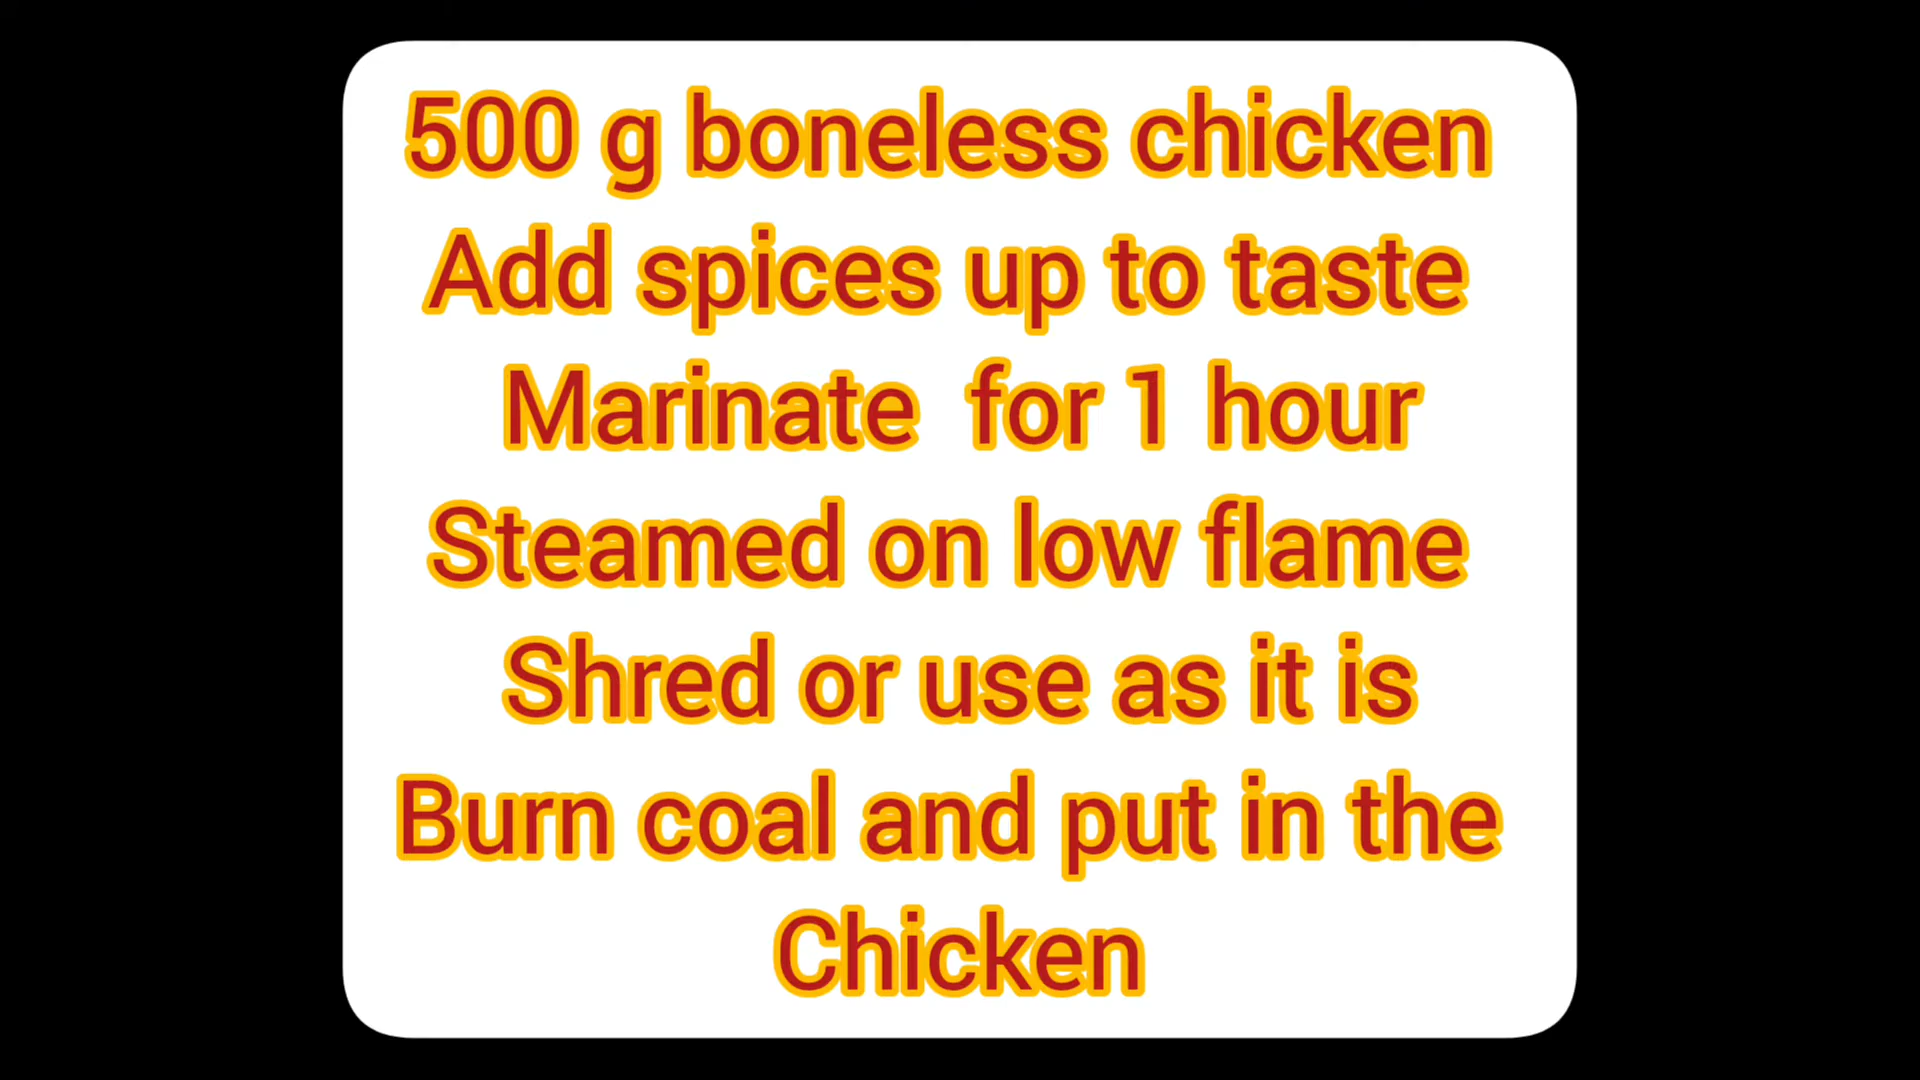 500 g boneless chicken
Add spices up to taste
Marinate  for 1 hour
Steamed on low flame
Shred or use as it is
Burn coal and put in the
Chicken